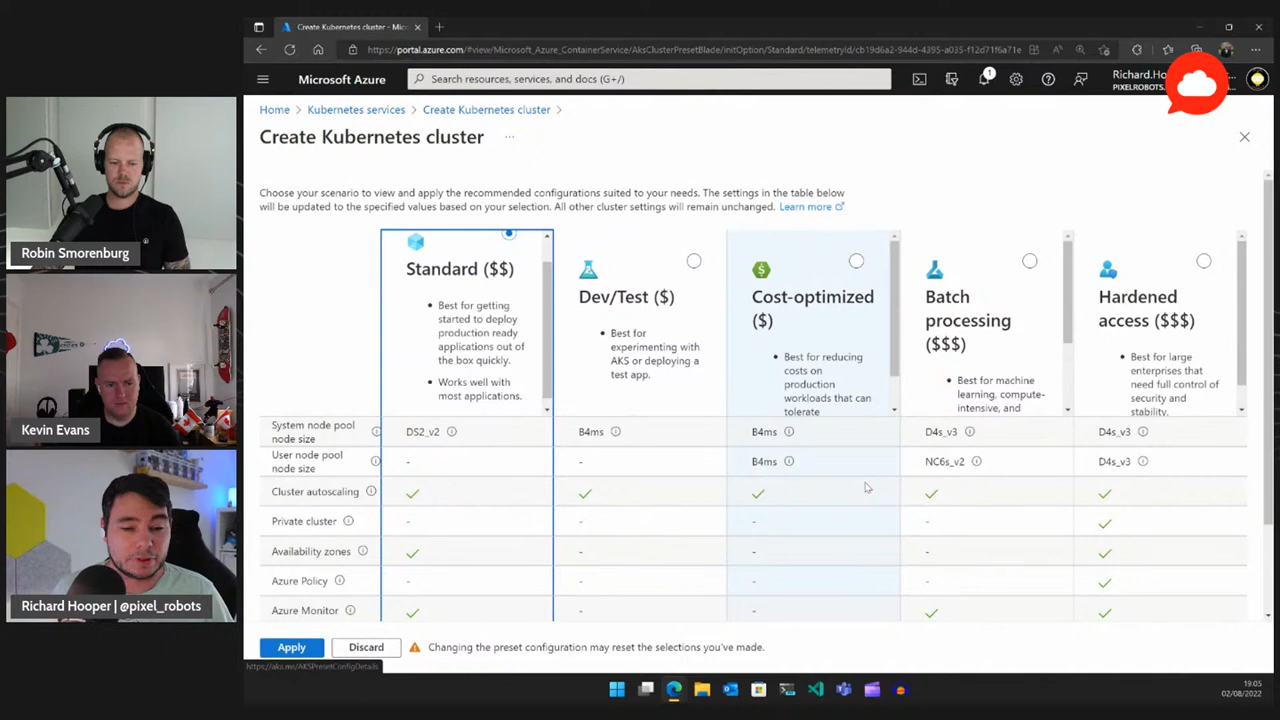 Create Kubernetes cluster - Micr
https://portal.azure.com/#view/Microsoft_Azure_ContainerService/AksClusterPresetBlade/initOption/Standard/telemetryId/cb19d6a2-944d-4395-a035-f12d71f6a71e
Microsoft Azure
Search resources, services, and docs (G+/)
1
Richard.Ho
PIXELROBOTS.
Home > Kubernetes services > Create Kubernetes cluster >
Create Kubernetes cluster ...
Choose your scenario to view and apply the recommended configurations suited to your needs. The settings in the table below
will be updated to the specified values based on your selection. All other cluster settings will remain unchanged. Learn more
Standard ($$)
• Best for getting
started to deploy
production ready
applications out of
the box quickly.
• Works well with
most applications.
Dev/Test ($)
• Best for
experimenting with
AKS or deploying a
test app.
Cost-optimized
($)
• Best for reducing
costs on
production
workloads that can
tolerate
Batch
processing
($$$)
• Best for machine
learning, compute-
intensive, and
Hardened
access ($$$)
• Best for large
enterprises that
need full control of
security and
stability.
System node pool
node size
DS2_v2
B4ms
B4ms
D4s_v3
D4s_v3
User node pool
node size
-
-
B4ms
NC6s_v2
D4s_v3
Cluster autoscaling
Private cluster
-
-
-
-
Availability zones
-
-
-
Azure Policy
-
-
-
-
Azure Monitor
-
-
Apply
Discard
Changing the preset configuration may reset the selections you've made.
https://aks.ms/AKSPresetConfigDetails
19:05
02/08/2022
Robin Smorenburg
Kevin Evans
Richard Hooper | @pixel_robots